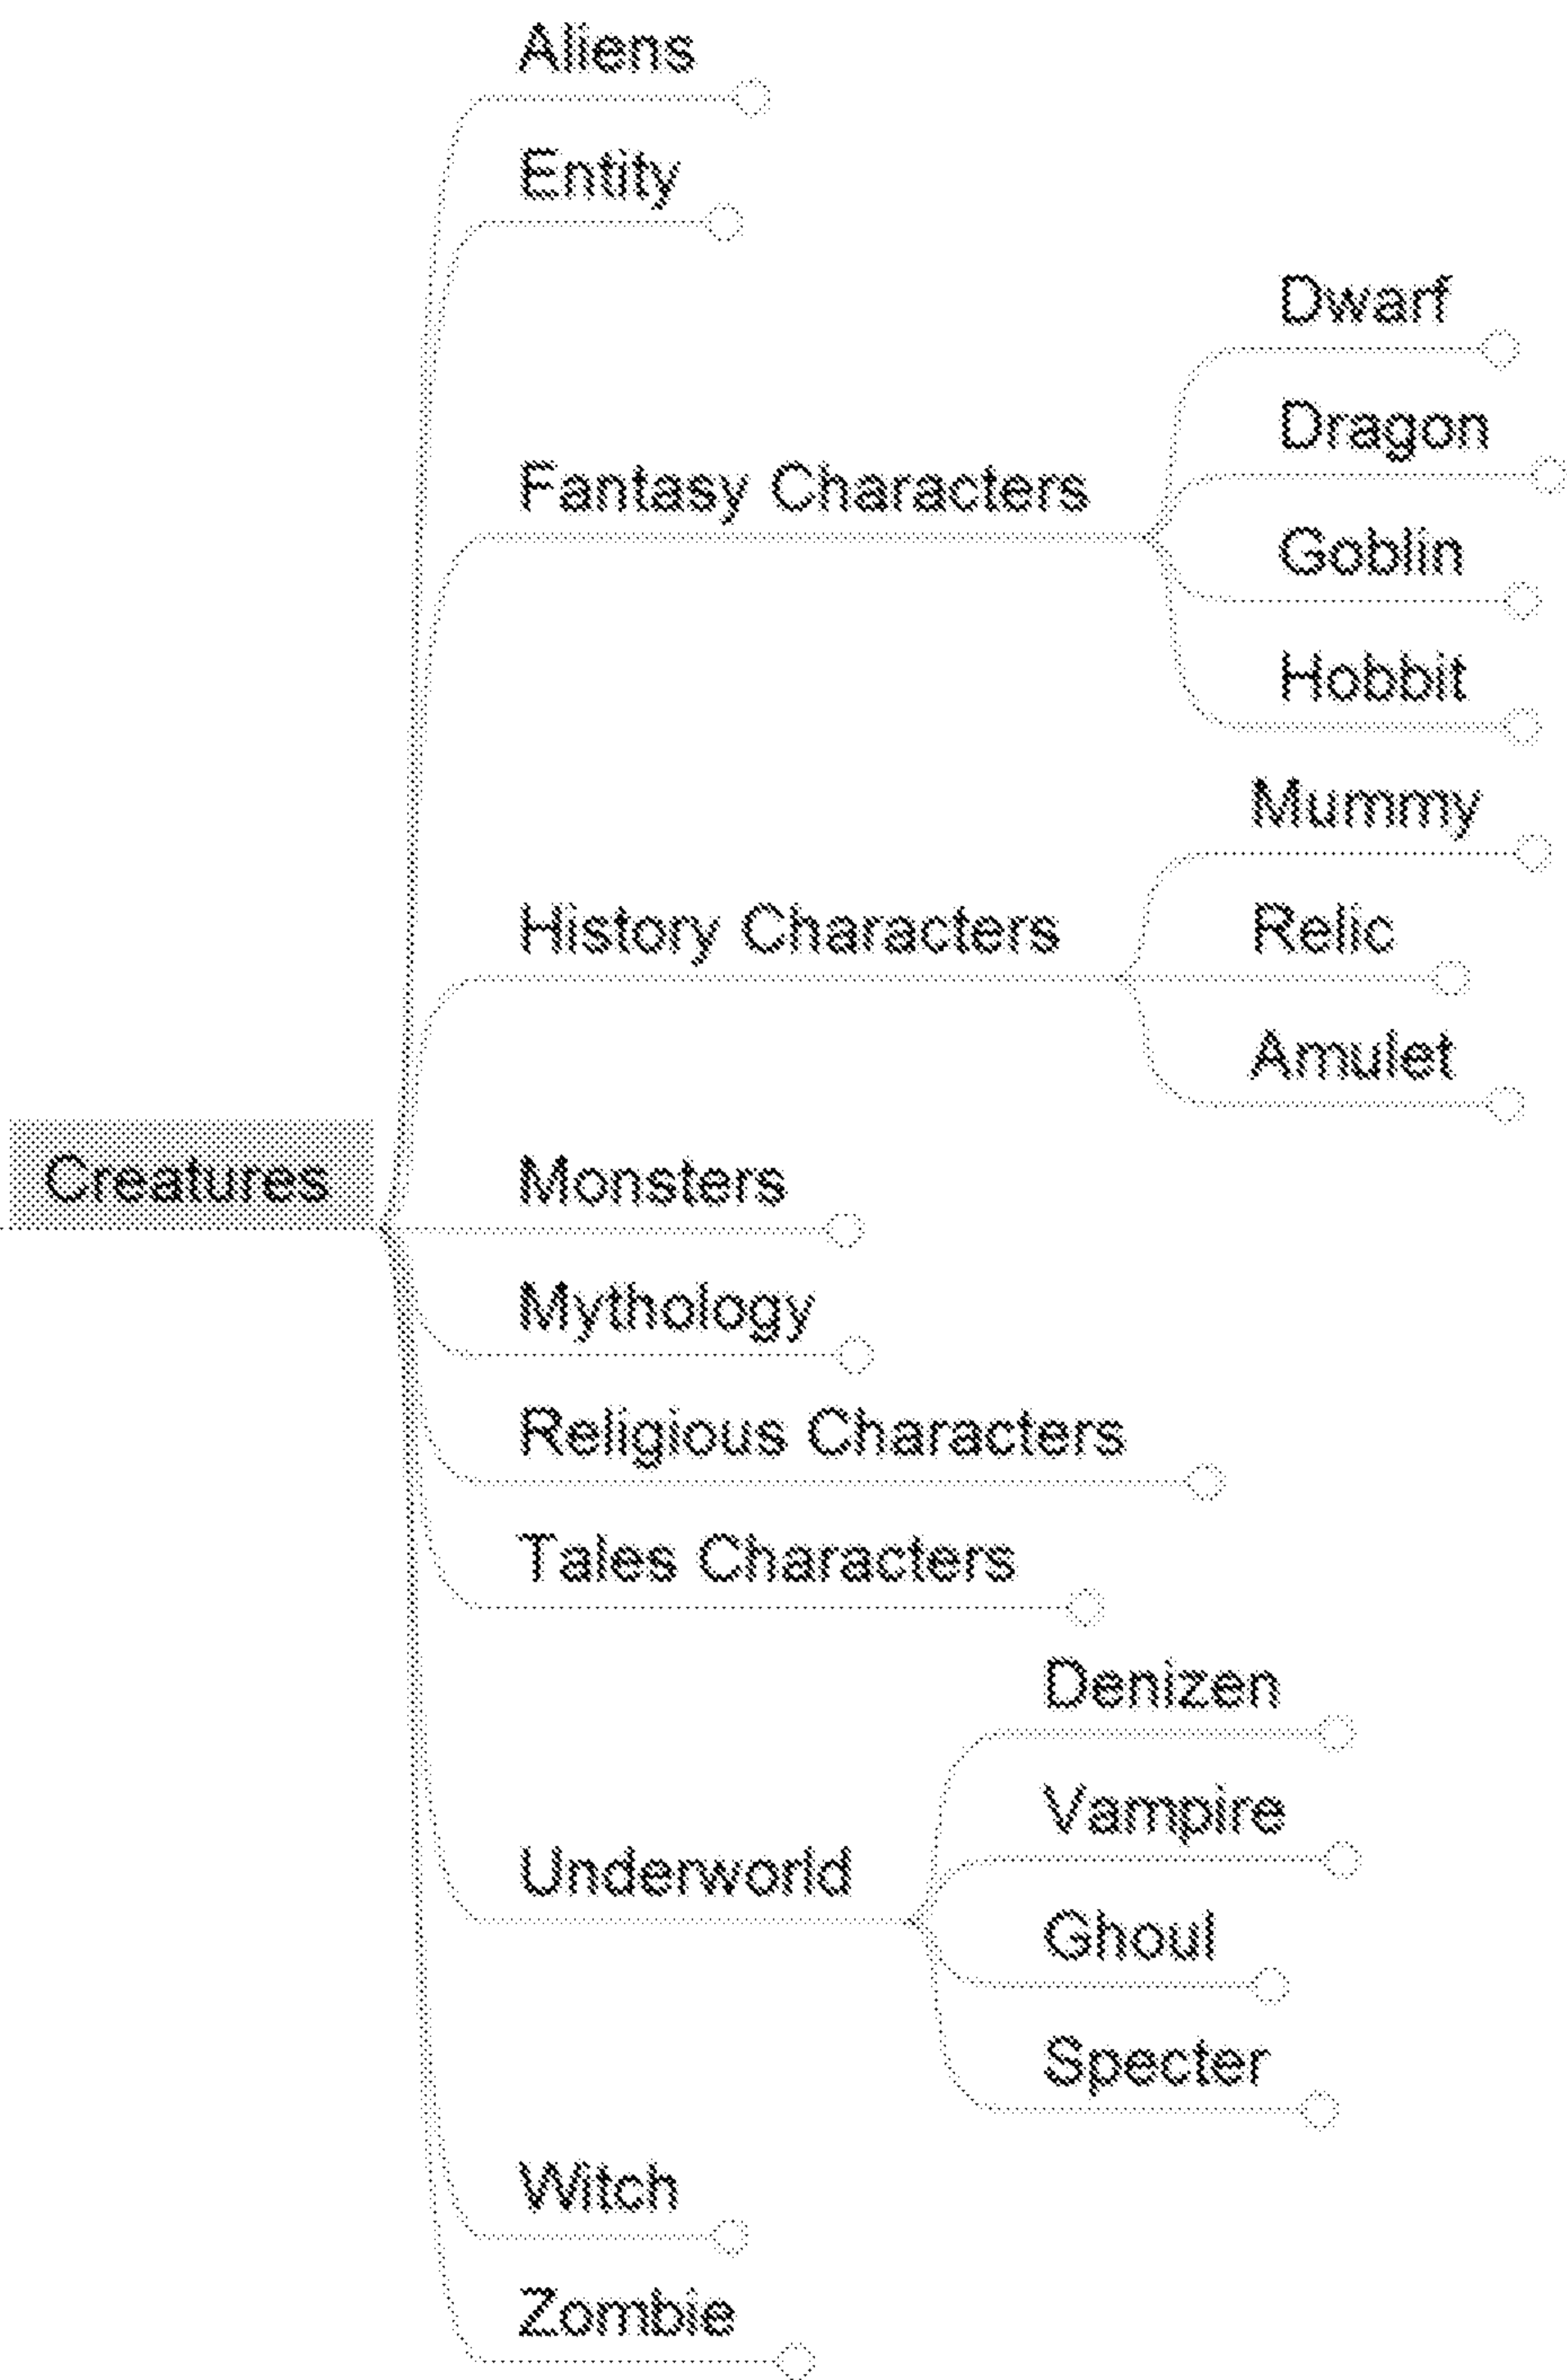 Aliens
Entity
Dwarf
Dragon
Fantasy Characters
Goblin
Hobbit
Mummy
History Characters
Relic
Amulet
Creatures
Monsters
Mythology
Religious Characters
Tales Characters
Denizen
Vampire
Underworld
Ghoul
Specter
Witch
Zombie